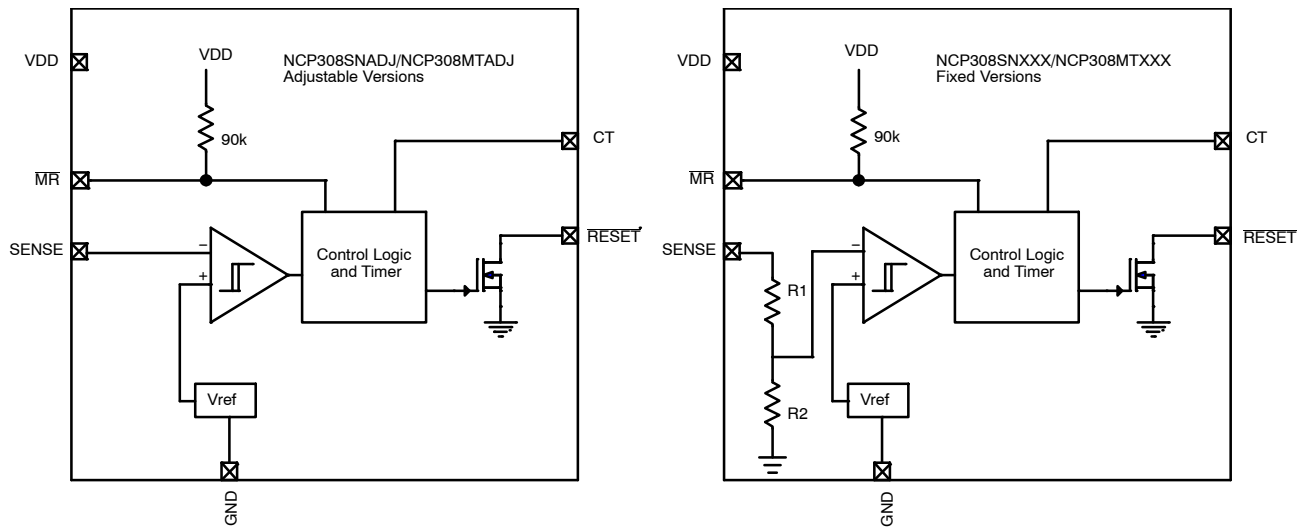 NCP308SNADJ/NCP308MTADJ
Adjustable Versions
VDD
VDD
90k
CT
MR
SENSE
RESET
−
+
Control Logic
and Timer
Vref
GND
NCP308SNXXX/NCP308MTXXX
Fixed Versions
VDD
VDD
90k
CT
MR
SENSE
RESET
−
+
Control Logic
and Timer
R1
R2
Vref
GND